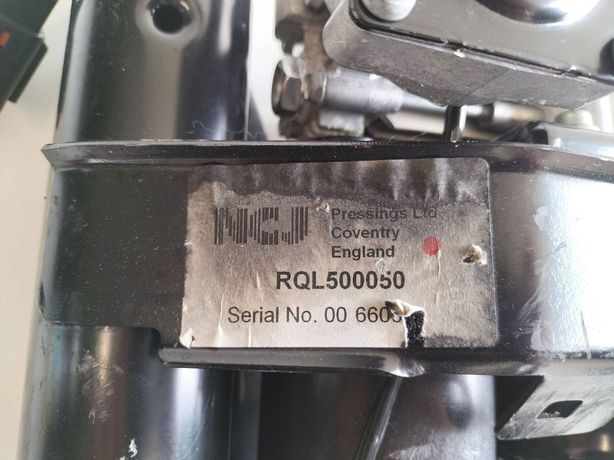 MCJ Pressings Ltd
Coventry
England
RQL500050
Serial No. 00 660